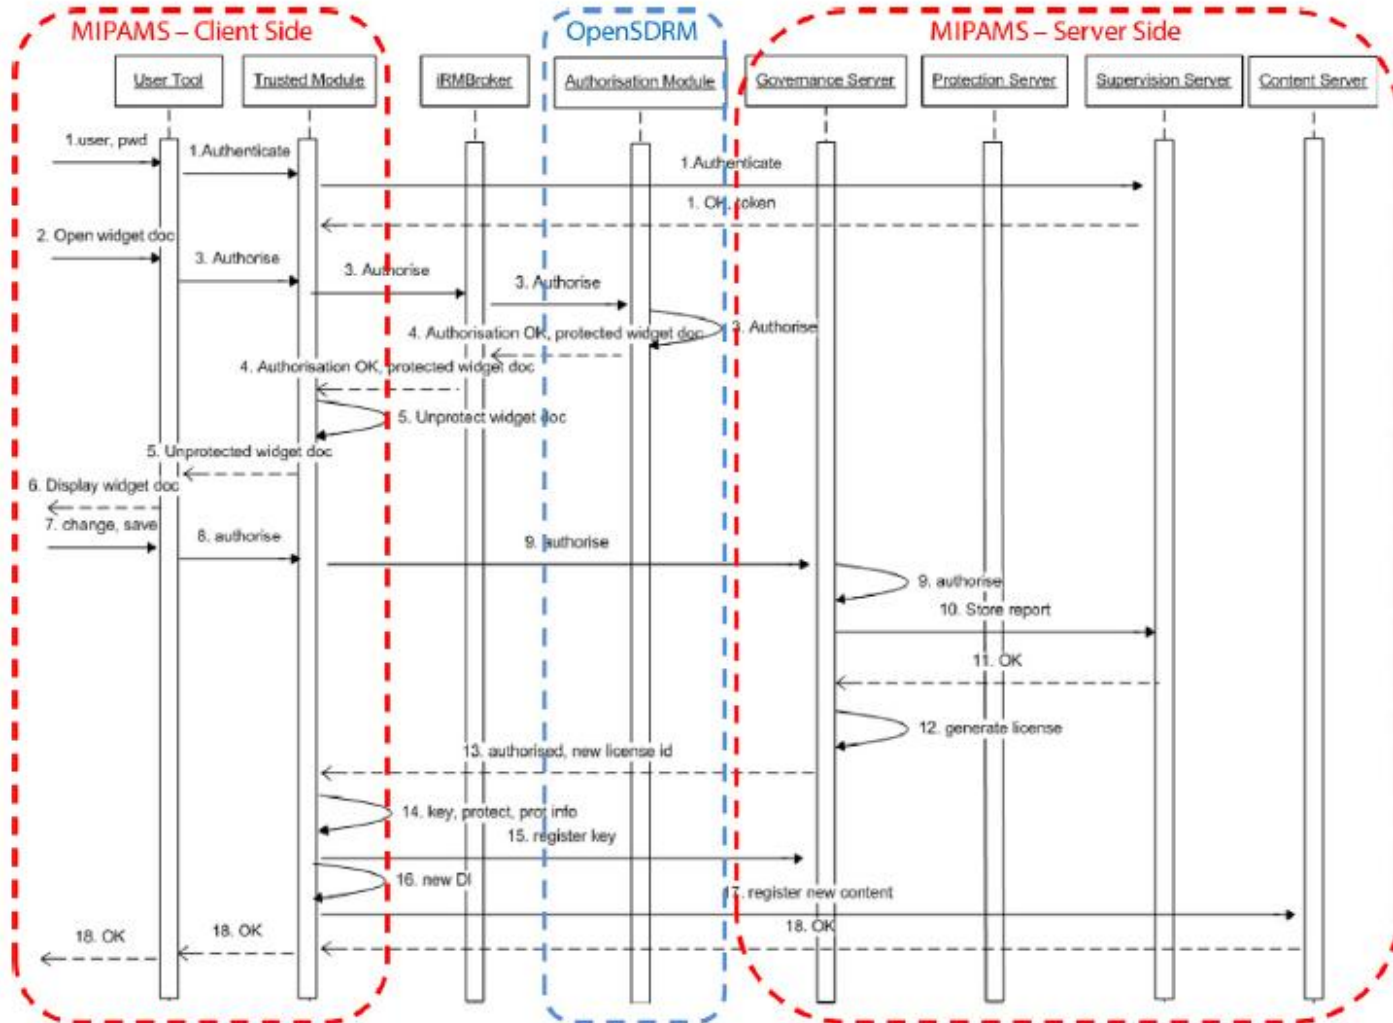 MIPAMS – Client Side
OpenSDRM
MIPAMS – Server Side
User Tool
Trusted Module
iRMBroker
Authorisation Module
Governance Server
Protection Server
Supervision Server
Content Server
1.user, pwd
1.Authenticate
1.Authenticate
1. OK, token
2. Open widget doc
3. Authorise
3. Authorise
3. Authorise
3. Authorise
4. Authorisation OK, protected widget doc
4. Authorisation OK, protected widget doc
5. Unprotect widget doc
5. Unprotected widget doc
6. Display widget doc
7. change, save
8. authorise
9. authorise
9. authorise
10. Store report
11. OK
12. generate license
13. authorised, new license id
14. key, protect, prot info
15. register key
16. new DI
17. register new content
18. OK
18. OK
18. OK